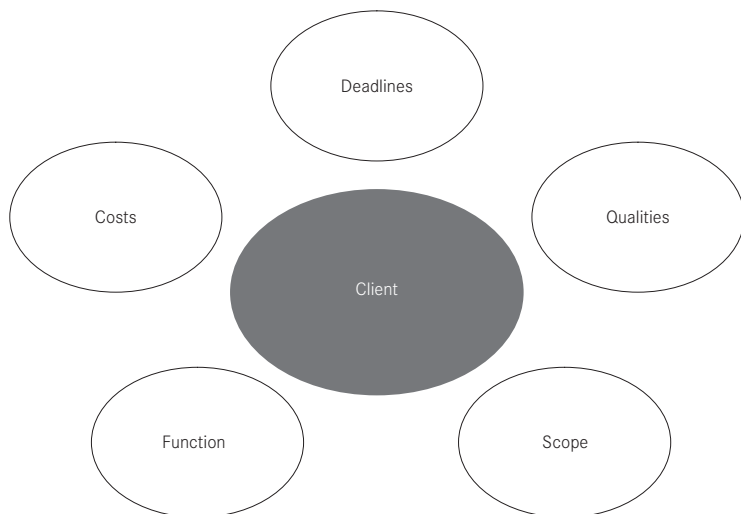 Deadlines
Costs
Qualities
Client
Function
Scope